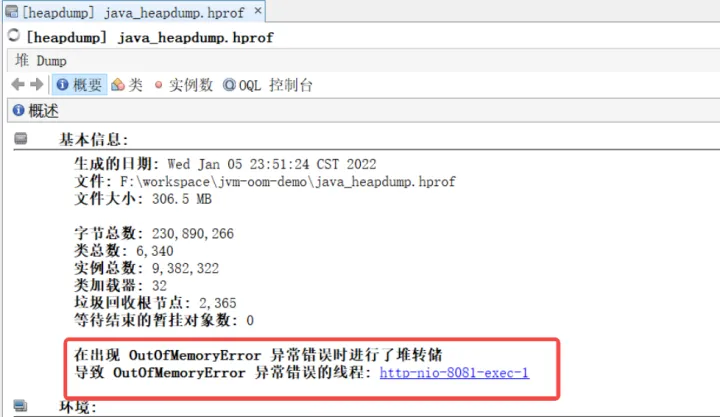 [heapdump] java_heapdump.hprof ×
[heapdump] java_heapdump.hprof
堆 Dump
概要 类 实例数 OQL 控制台
概述
基本信息:
生成的日期: Wed Jan 05 23:51:24 CST 2022
文件: F:\workspace\jvm-oom-demo\java_heapdump.hprof
文件大小: 306.5 MB
字节总数: 230,890,266
类总数: 6,340
实例总数: 9,382,322
类加载器: 32
垃圾回收根节点: 2,365
等待结束的暂挂对象数: 0
在出现 OutOfMemoryError 异常错误时进行了堆转储
导致 OutOfMemoryError 异常错误的线程: http-nio-8081-exec-1
环境: